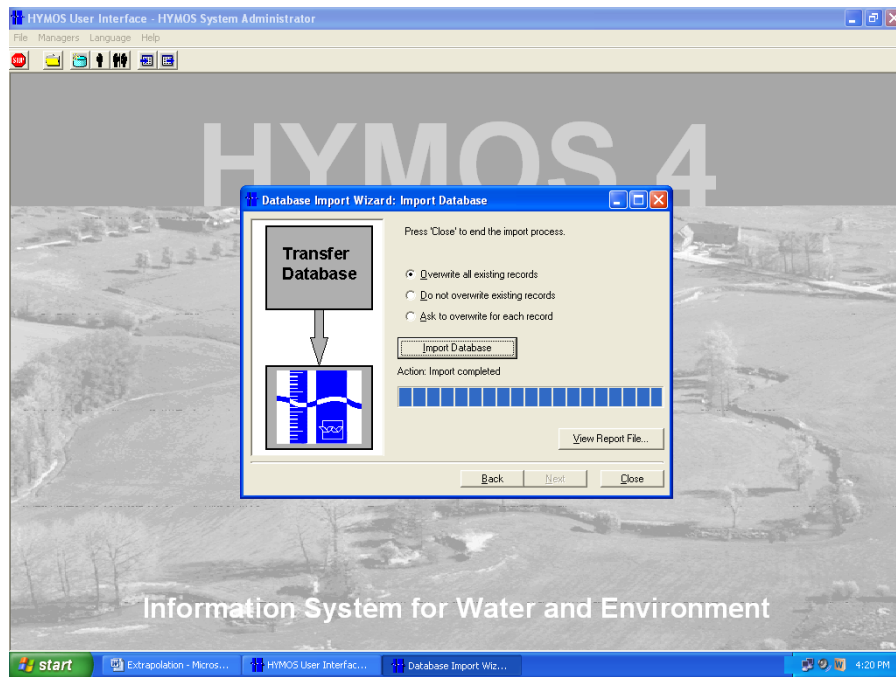 HYMOS User Interface - HYMOS System Administrator
File Managers Language Help
STOP
HYMOS 4
Database Import Wizard: Import Database
Press 'Close' to end the import process.
Transfer
Database
Overwrite all existing records
Do not overwrite existing records
Ask to overwrite for each record
Import Database
Action: Import completed
View Report File...
Back Next Close
Information System for Water and Environment
start Extrapolation - Micros... HYMOS User Interfac... Database Import Wiz... 4:20 PM